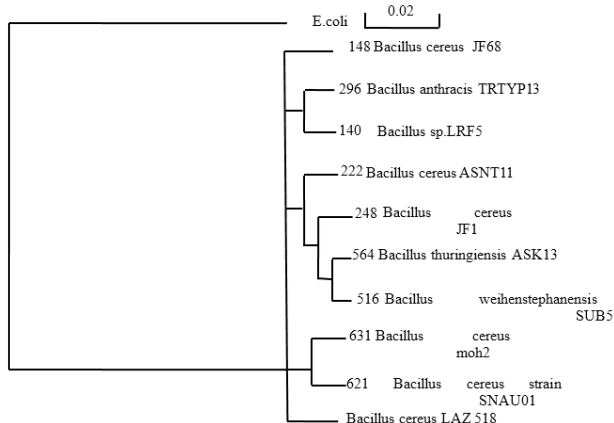 E.coli
0.02
148 Bacillus cereus JF68
296 Bacillus anthracis TRTYP13
140 Bacillus sp.LRF5
222 Bacillus cereus ASNT11
248 Bacillus cereus
JF1
564 Bacillus thuringiensis ASK13
516 Bacillus weihenstephanensis
SUB5
631 Bacillus cereus
moh2
621 Bacillus cereus strain
SNAU01
Bacillus cereus LAZ 518